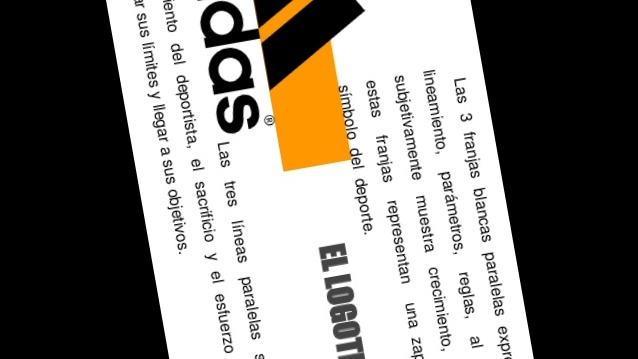 Las 3 franjas blancas paralelas expr
lineamiento, parámetros, reglas, al
subjetivamente muestra crecimiento,
estas franjas representan una zap
símbolo del deporte.
EL LOGOT
das®
Las tres líneas paralelas s
iento del deportista, el sacrificio y el esfuerzo
ar sus límites y llegar a sus objetivos.